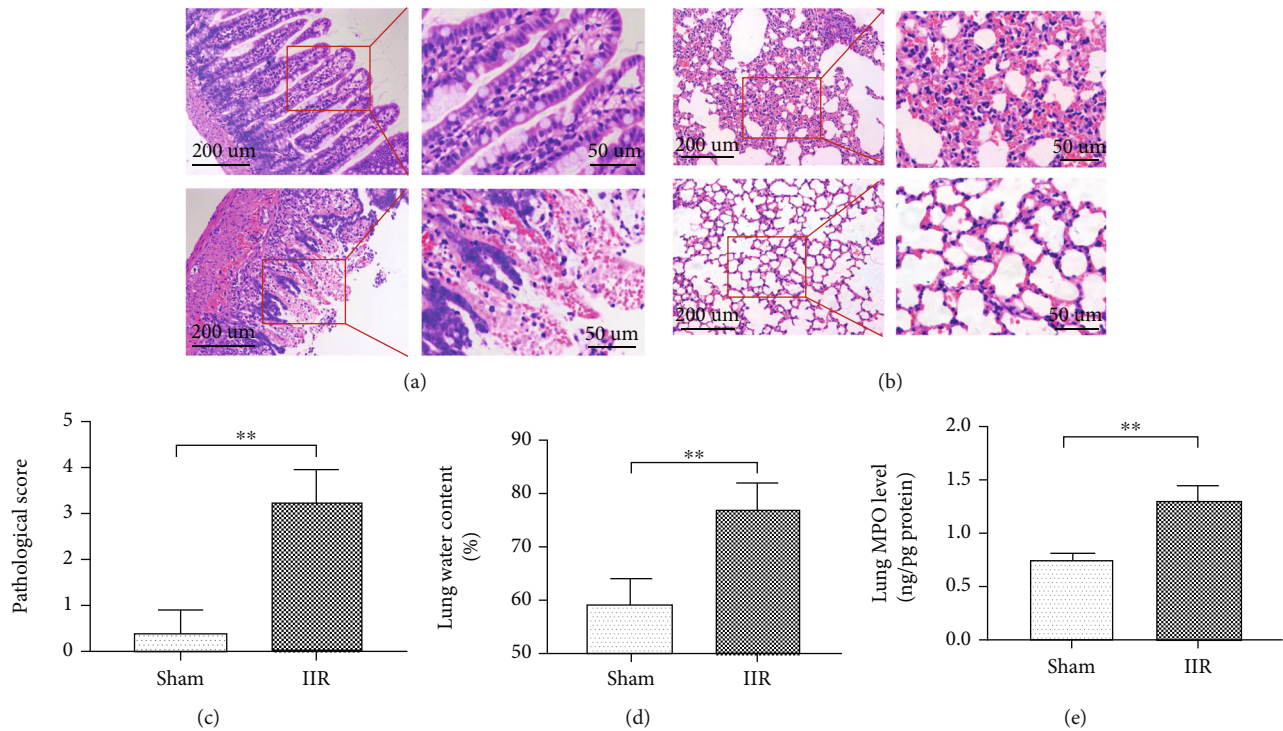 200 um
50 um
200 um
50 um
200 um
50 um
200 um
50 um
(a)
(b)
Pathological score
5
4
3
2
1
0
**
Sham
IIR
(c)
Lung water content
(%)
90
80
70
60
50
**
Sham
IIR
(d)
Lung MPO level
(ng/pg protein)
2.0
1.5
1.0
0.5
0.0
**
Sham
IIR
(e)